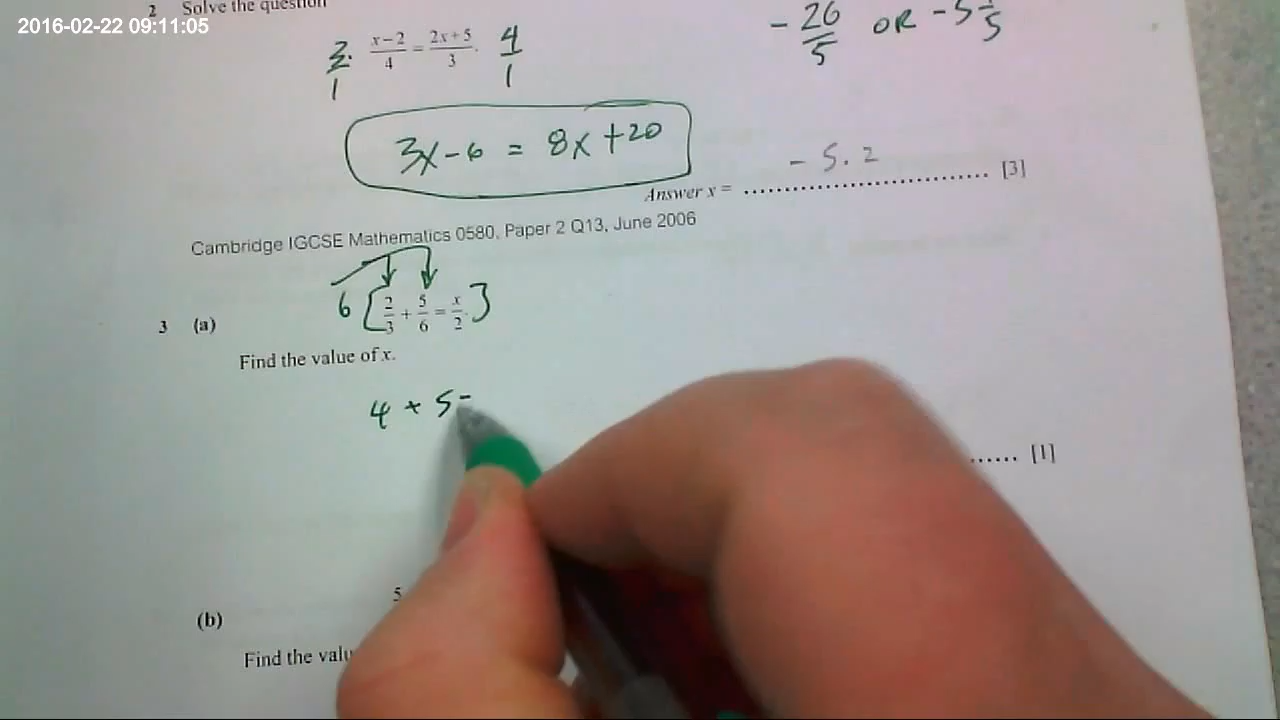 2016-02-22 09:11:05
2 Solve the question
3/1 · (x-2)/4 = (2x+5)/3 . 4/1
- 26/5 OR -5 1/5
3x - 6 = 8x + 20
- 5.2
Answer x = .............................. [3]
Cambridge IGCSE Mathematics 0580, Paper 2 Q13, June 2006
3 (a) 6 [ 2/3 + 5/6 = x/2 . ]
Find the value of x.
4 + 5 =
...... [1]
(b) 5
Find the valu